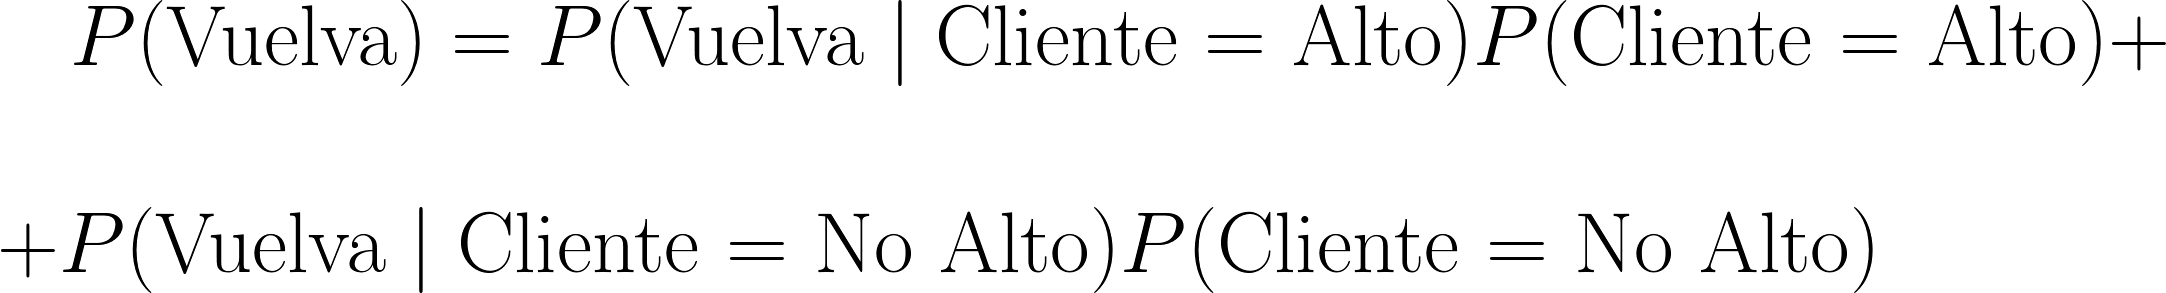 P(Vuelva) = P(Vuelva | Cliente = Alto)P(Cliente = Alto)+
+P(Vuelva | Cliente = No Alto)P(Cliente = No Alto)